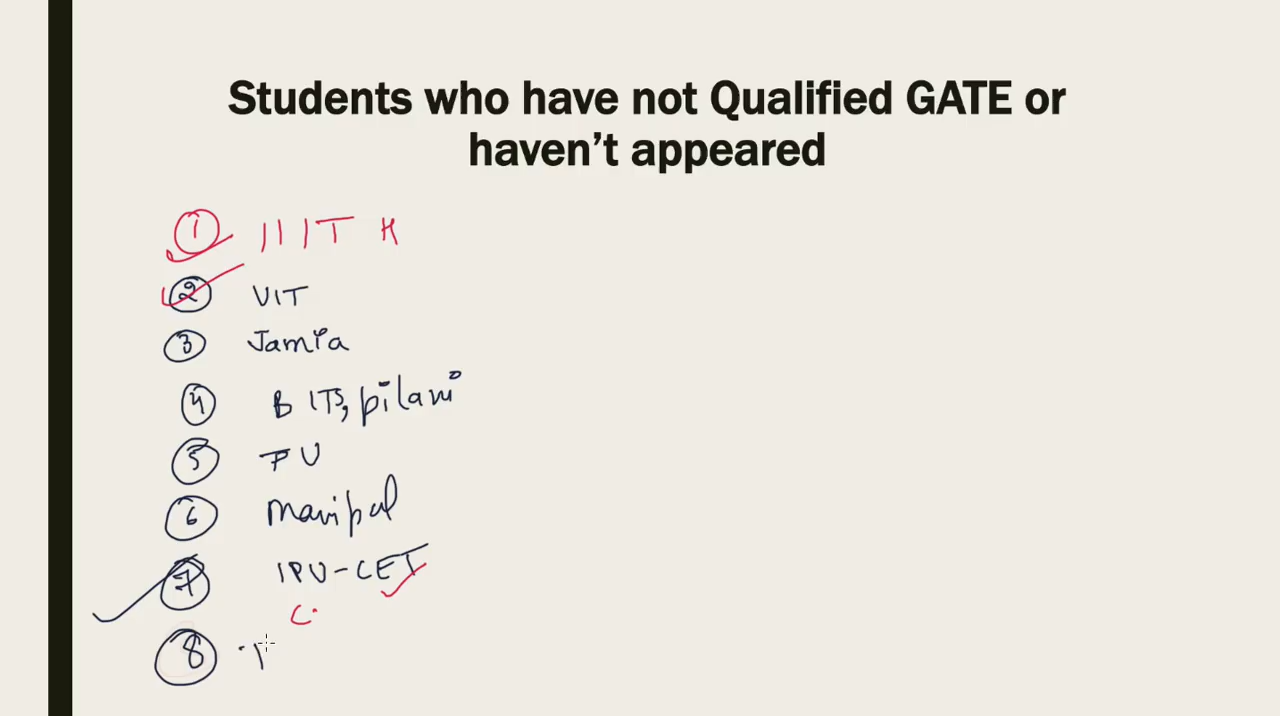 Students who have not Qualified GATE or
haven't appeared
1 IIIT H
2 VIT
3 Jamia
4 BITS, pilani
5 PU
6 manipal
7 IPU-CET
8